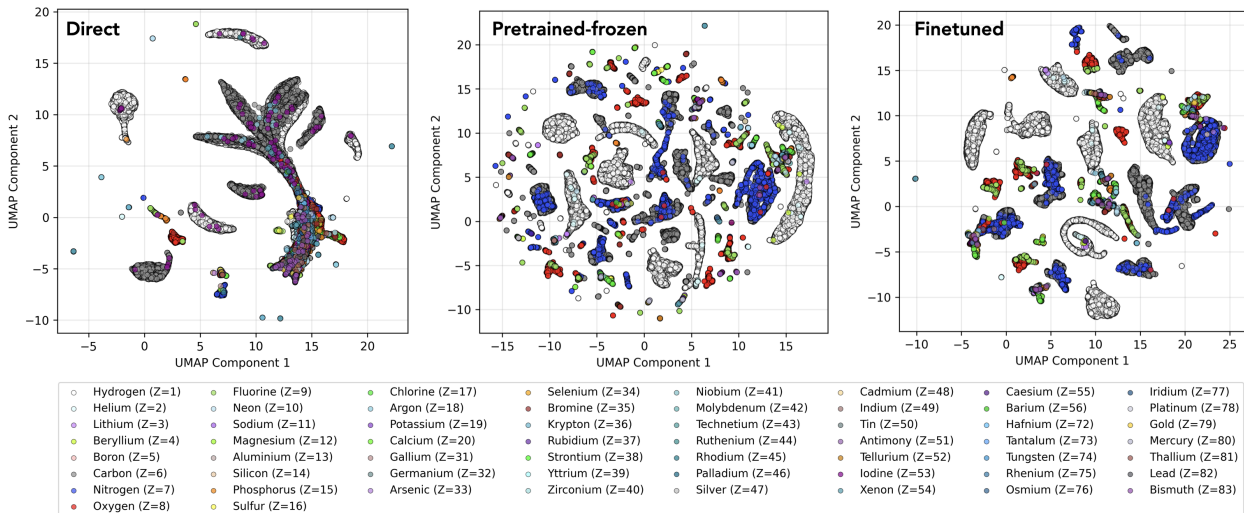 Direct
Pretrained-frozen
Finetuned
20
15
10
5
0
−5
−10
UMAP Component 2
−5
0
5
10
15
20
UMAP Component 1
20
15
10
5
0
−5
−10
UMAP Component 2
−15
−10
−5
0
5
10
15
UMAP Component 1
20
15
10
5
0
−5
−10
UMAP Component 2
−10
−5
0
5
10
15
20
25
UMAP Component 1
Hydrogen (Z=1)
Helium (Z=2)
Lithium (Z=3)
Beryllium (Z=4)
Boron (Z=5)
Carbon (Z=6)
Nitrogen (Z=7)
Oxygen (Z=8)
Fluorine (Z=9)
Neon (Z=10)
Sodium (Z=11)
Magnesium (Z=12)
Aluminium (Z=13)
Silicon (Z=14)
Phosphorus (Z=15)
Sulfur (Z=16)
Chlorine (Z=17)
Argon (Z=18)
Potassium (Z=19)
Calcium (Z=20)
Gallium (Z=31)
Germanium (Z=32)
Arsenic (Z=33)
Selenium (Z=34)
Bromine (Z=35)
Krypton (Z=36)
Rubidium (Z=37)
Strontium (Z=38)
Yttrium (Z=39)
Zirconium (Z=40)
Niobium (Z=41)
Molybdenum (Z=42)
Technetium (Z=43)
Ruthenium (Z=44)
Rhodium (Z=45)
Palladium (Z=46)
Silver (Z=47)
Cadmium (Z=48)
Indium (Z=49)
Tin (Z=50)
Antimony (Z=51)
Tellurium (Z=52)
Iodine (Z=53)
Xenon (Z=54)
Caesium (Z=55)
Barium (Z=56)
Hafnium (Z=72)
Tantalum (Z=73)
Tungsten (Z=74)
Rhenium (Z=75)
Osmium (Z=76)
Iridium (Z=77)
Platinum (Z=78)
Gold (Z=79)
Mercury (Z=80)
Thallium (Z=81)
Lead (Z=82)
Bismuth (Z=83)